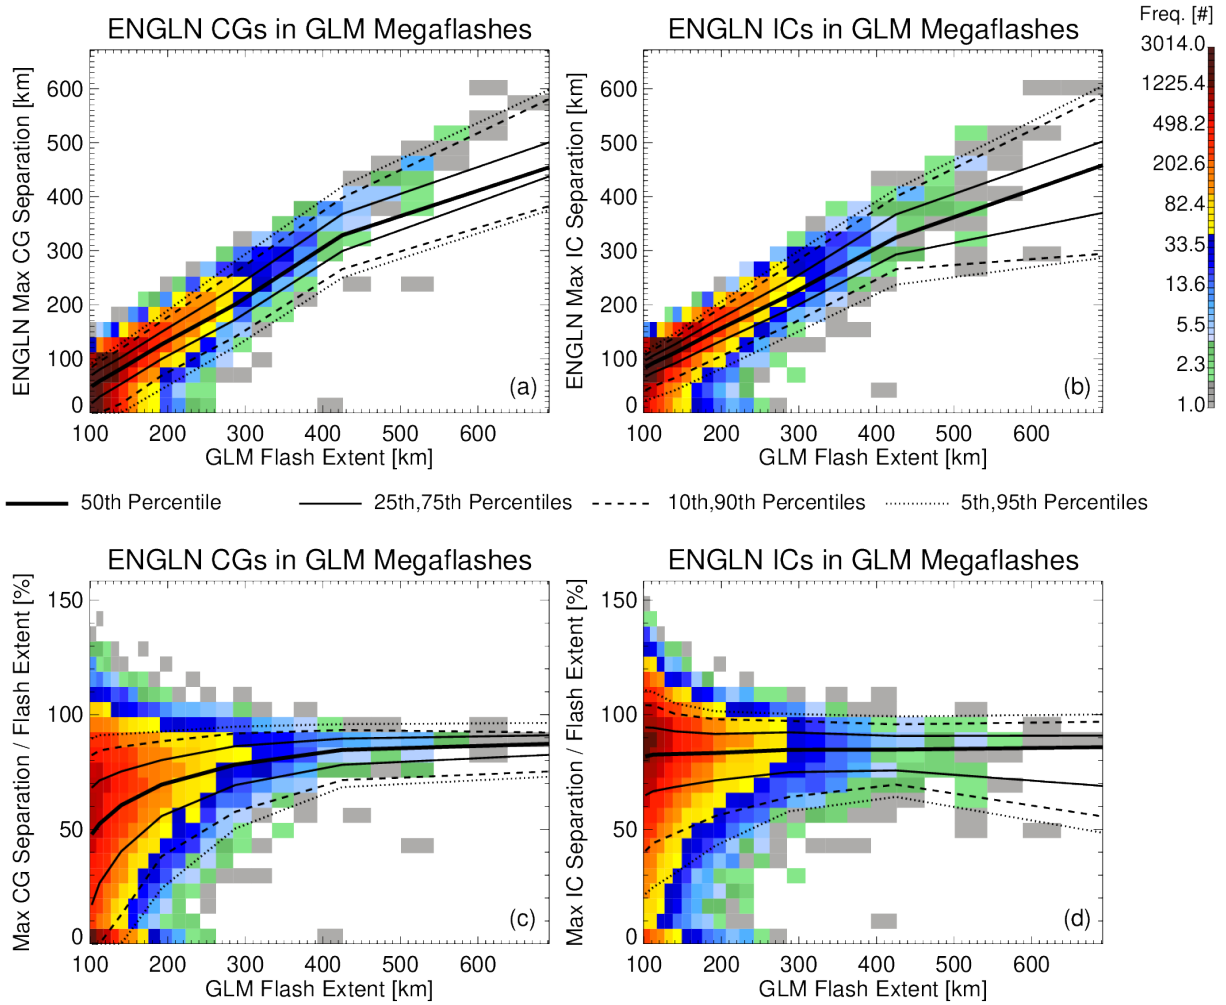 ENGLN CGs in GLM Megaflashes
ENGLN ICs in GLM Megaflashes
Freq. [#]
3014.0
1225.4
498.2
202.6
82.4
33.5
13.6
5.5
2.3
1.0
ENGLN Max CG Separation [km]
600
500
400
300
200
100
0
(a)
100 200 300 400 500 600
GLM Flash Extent [km]
ENGLN Max IC Separation [km]
600
500
400
300
200
100
0
(b)
100 200 300 400 500 600
GLM Flash Extent [km]
50th Percentile 25th,75th Percentiles 10th,90th Percentiles 5th,95th Percentiles
ENGLN CGs in GLM Megaflashes
ENGLN ICs in GLM Megaflashes
Max CG Separation / Flash Extent [%]
150
100
50
0
(c)
100 200 300 400 500 600
GLM Flash Extent [km]
Max IC Separation / Flash Extent [%]
150
100
50
0
(d)
100 200 300 400 500 600
GLM Flash Extent [km]